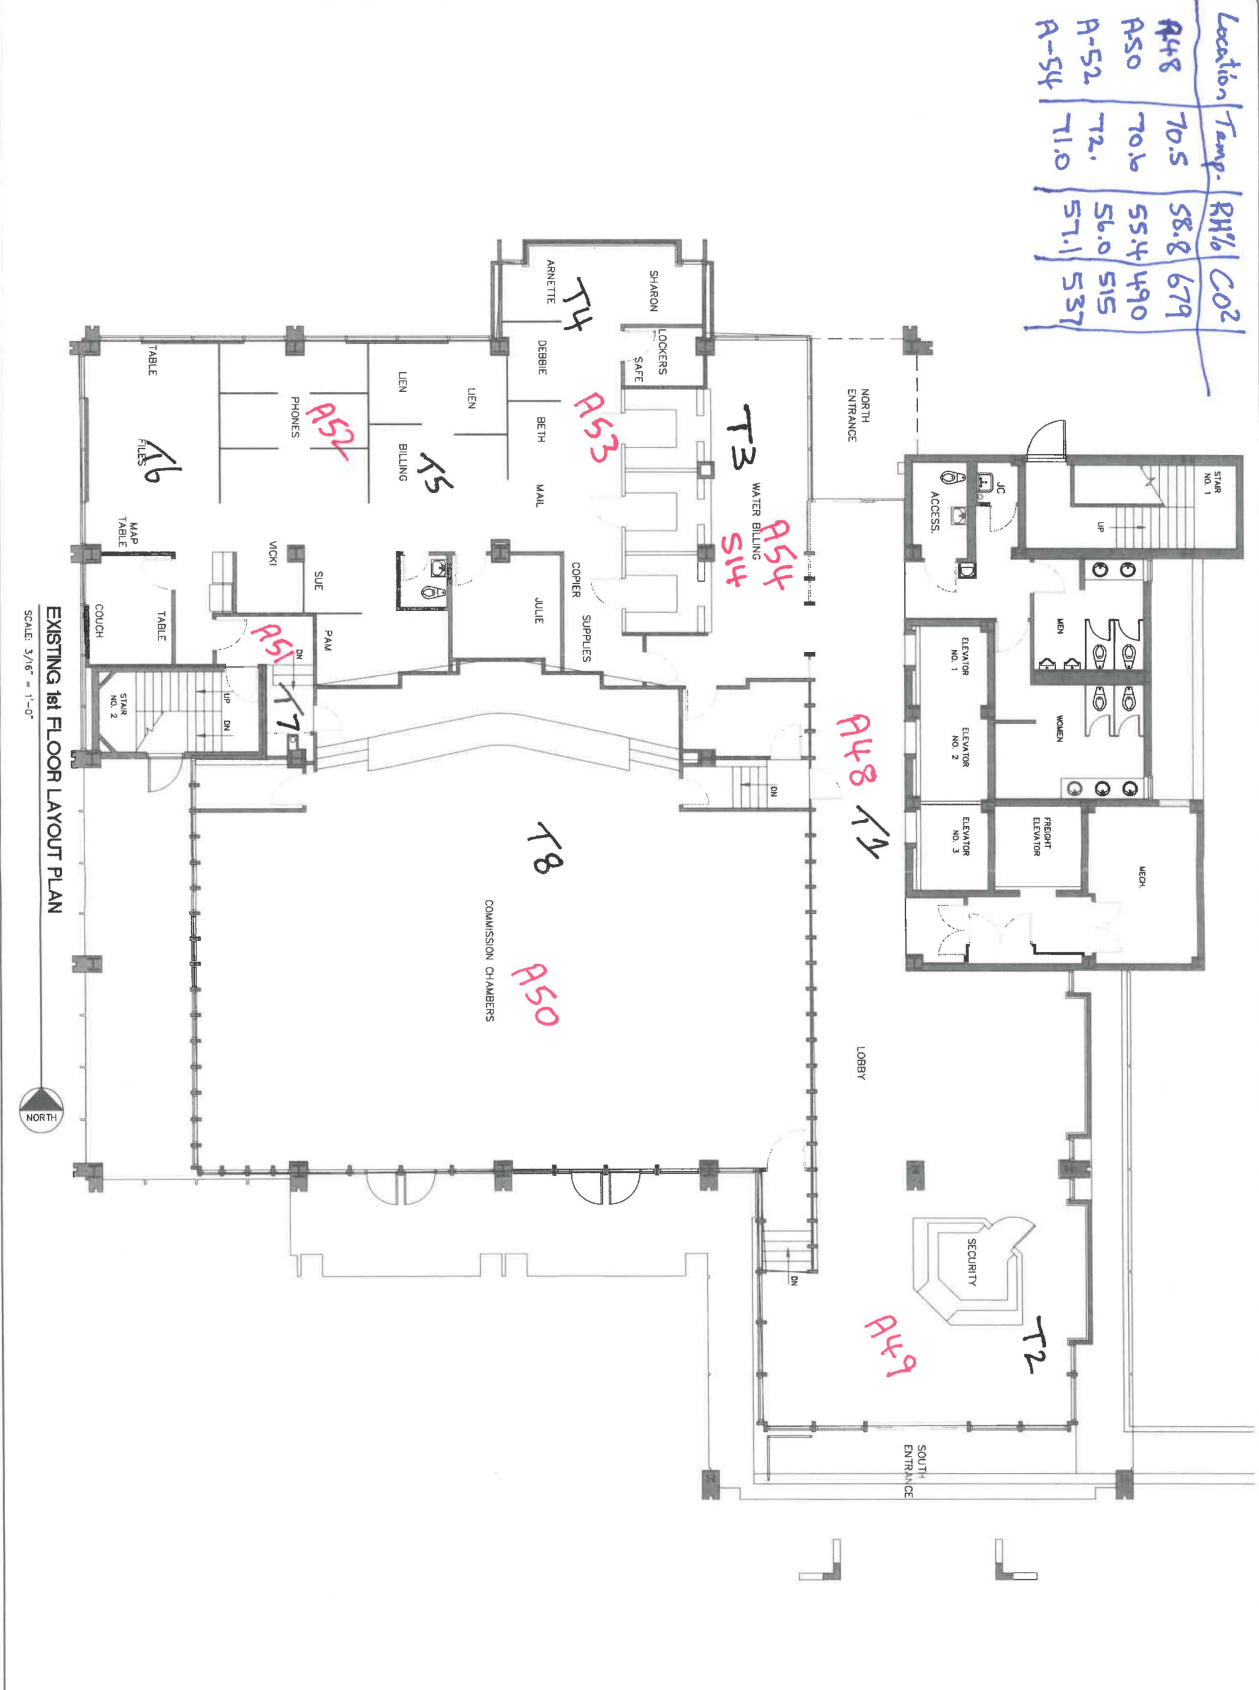 Location Temp. RH% CO2
A48 70.5 58.8 679
A50 70.6 55.4 490
A-52 72. 56.0 515
A-54 71.0 57.1 537
STAIR
NO. 1
UP
JC
ACCESS.
MEN
WOMEN
ELEVATOR
NO. 1
ELEVATOR
NO. 2
ELEVATOR
NO. 3
FREIGHT
ELEVATOR
MECH.
NORTH
ENTRANCE
A48
T1
LOBBY
SECURITY
T2
A49
SOUTH
ENTRANCE
DN
DN
T3
WATER BILLING
A54
S14
SHARON
ARNETTE
T4
LOCKERS
SAFE
DEBBIE
A53
BETH
MAIL
COPIER
SUPPLIES
JULIE
LIEN
LIEN
BILLING
T5
PHONES
A52
TABLE
FILES
T6
MAP
TABLE
VICKI
SUE
PAM
COUCH
TABLE
A51
DN
T7
STAIR
NO. 2
UP
DN
T8
COMMISSION CHAMBERS
A50
EXISTING 1st FLOOR LAYOUT PLAN
SCALE: 3/16" = 1'-0"
NORTH